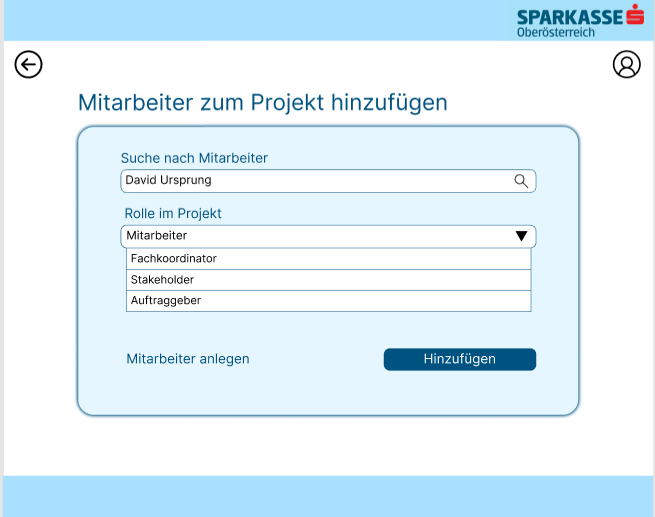 SPARKASSE
Oberösterreich
Mitarbeiter zum Projekt hinzufügen
Suche nach Mitarbeiter
David Ursprung
Rolle im Projekt
Mitarbeiter
Fachkoordinator
Stakeholder
Auftraggeber
Mitarbeiter anlegen
Hinzufügen